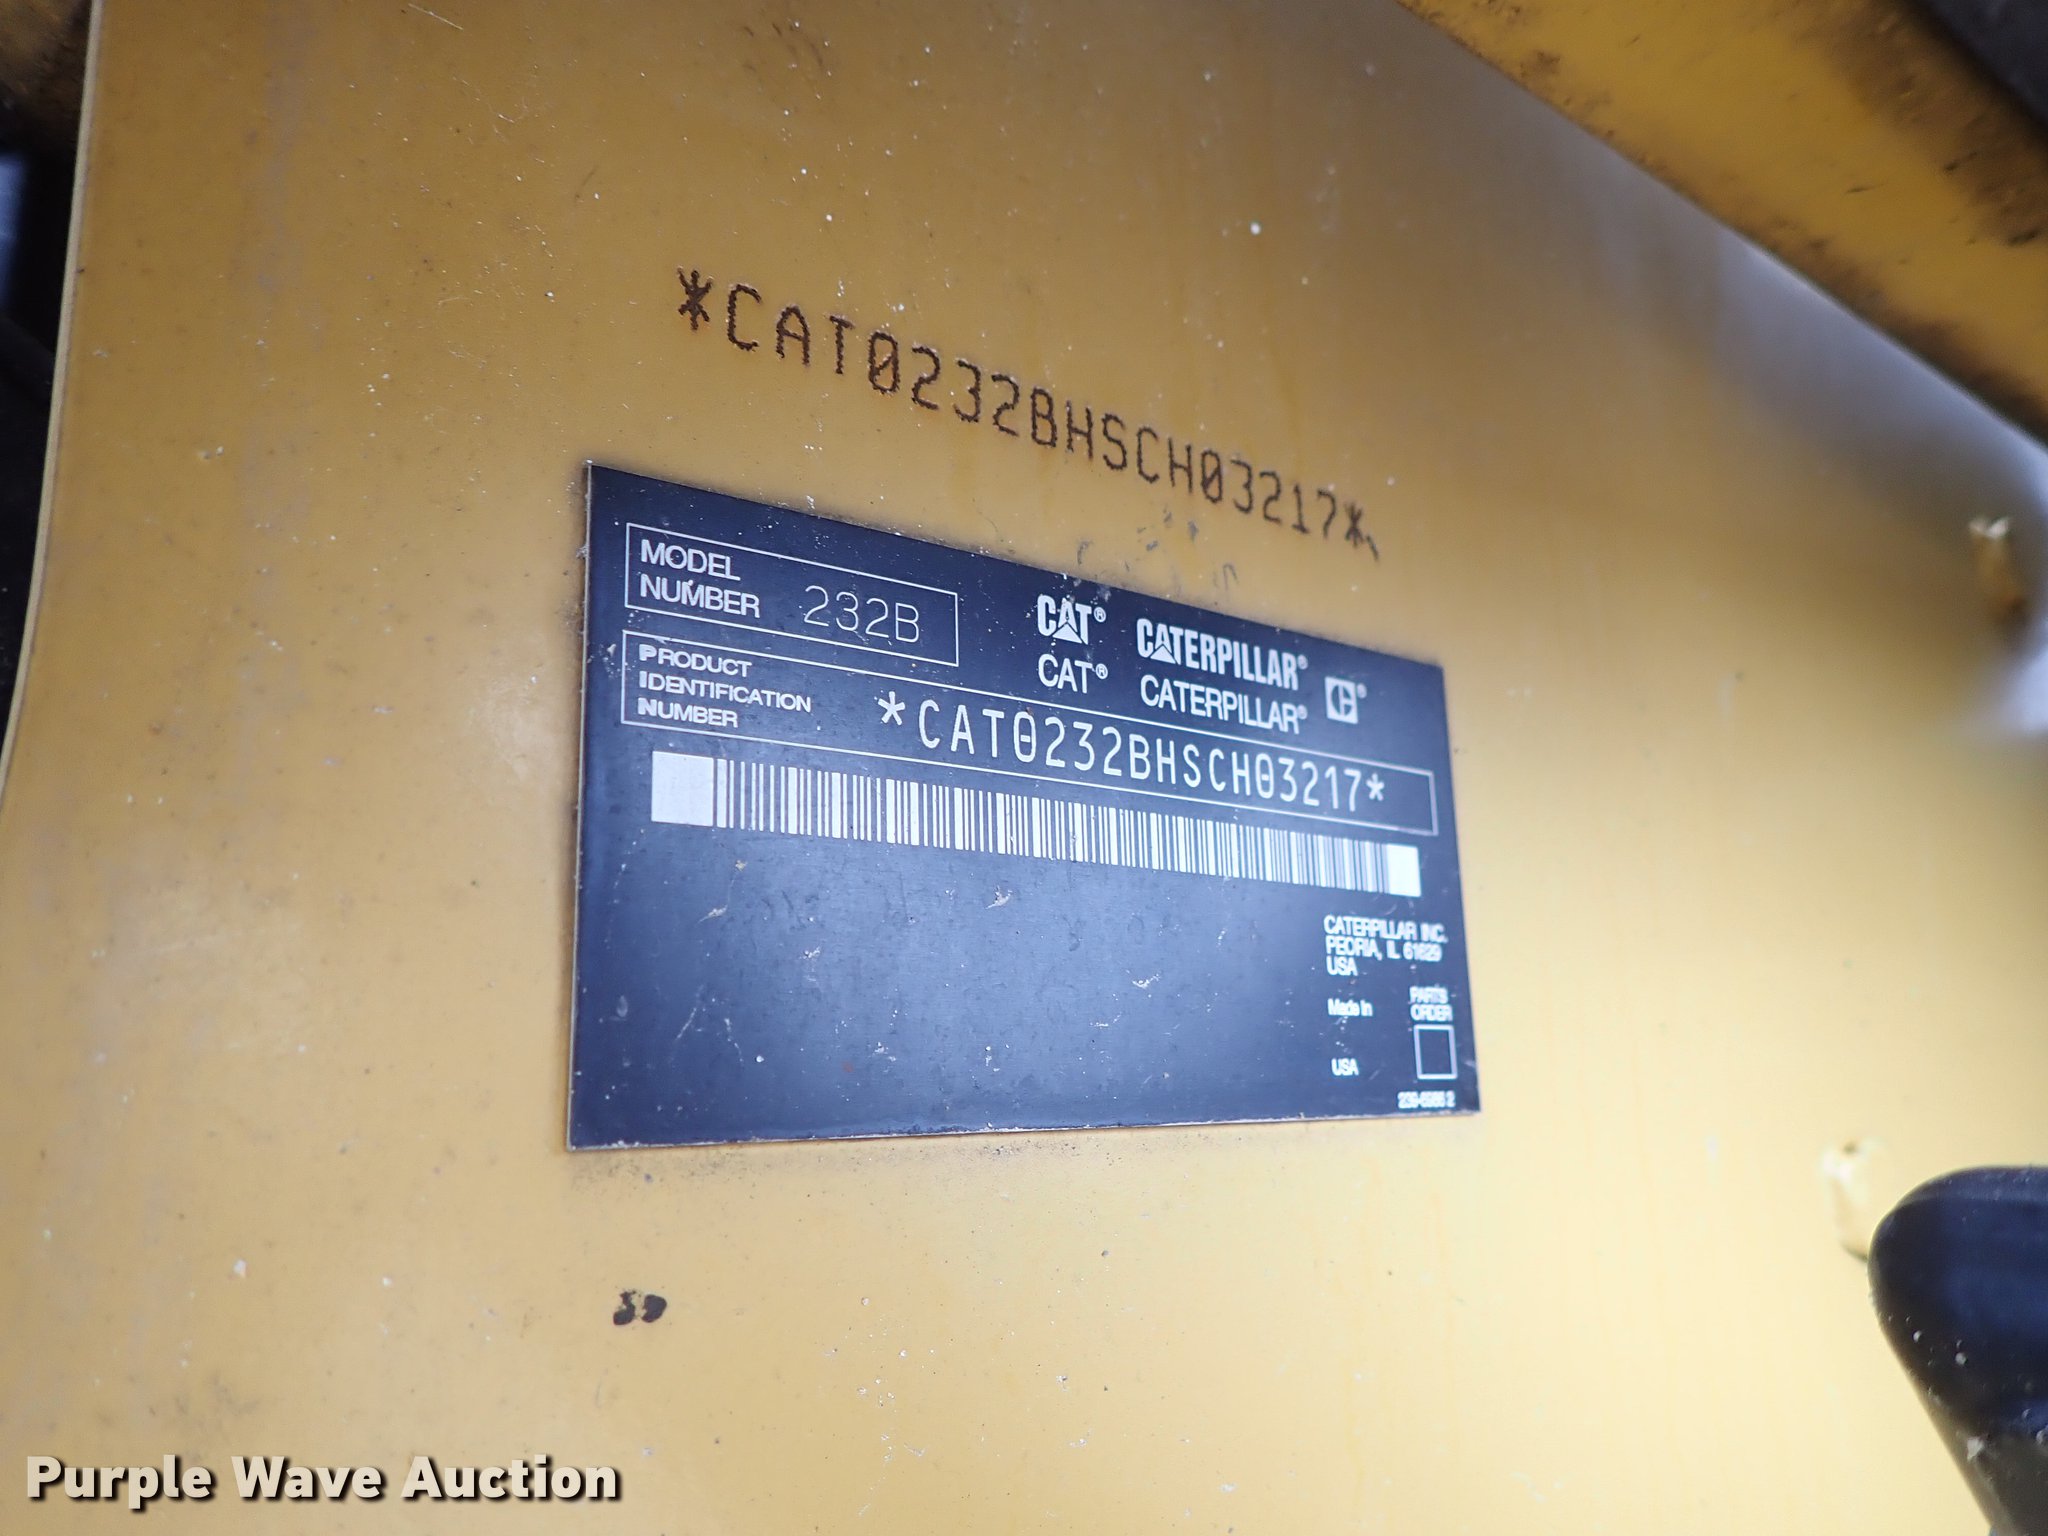 *CAT0232BHSCH03217*
MODEL
NUMBER 232B
CAT® CATERPILLAR®
CAT® CATERPILLAR®
PRODUCT
IDENTIFICATION
NUMBER
*CAT0232BHSCH03217*
CATERPILLAR INC.
PEORIA, IL 61629
USA
Made In
PARTS
ORDER
USA
Purple Wave Auction